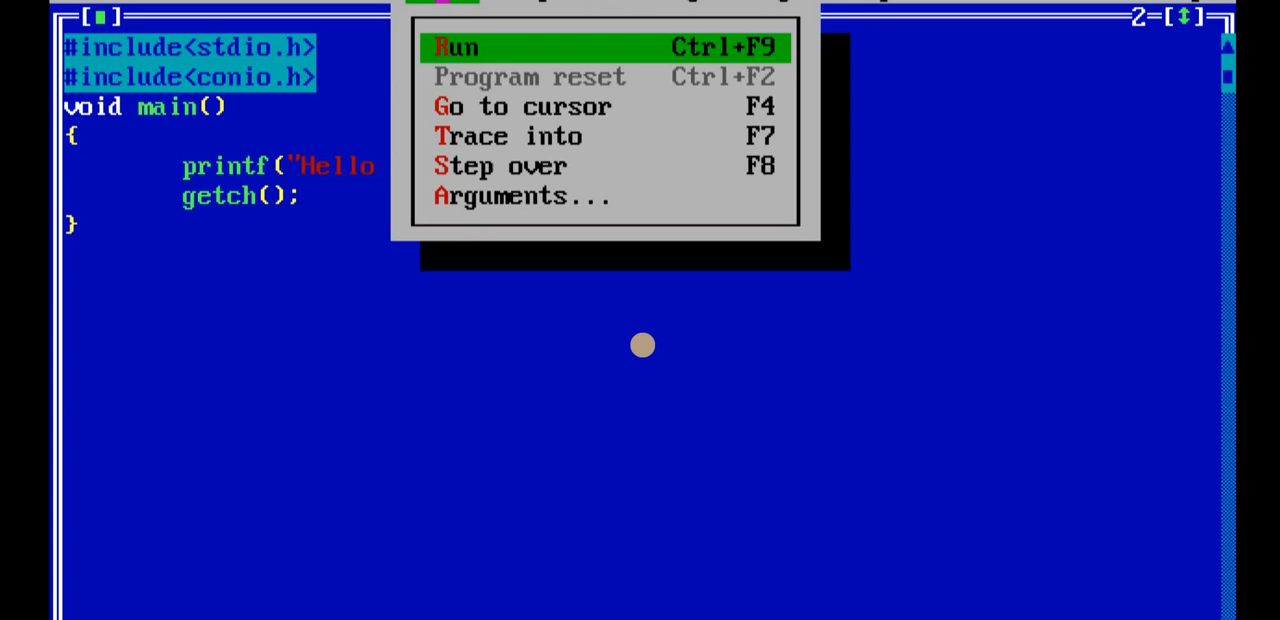 2
#include<stdio.h>
#include<conio.h>
void main()
{
printf("Hello
getch();
}
Run Ctrl+F9
Program reset Ctrl+F2
Go to cursor F4
Trace into F7
Step over F8
Arguments...